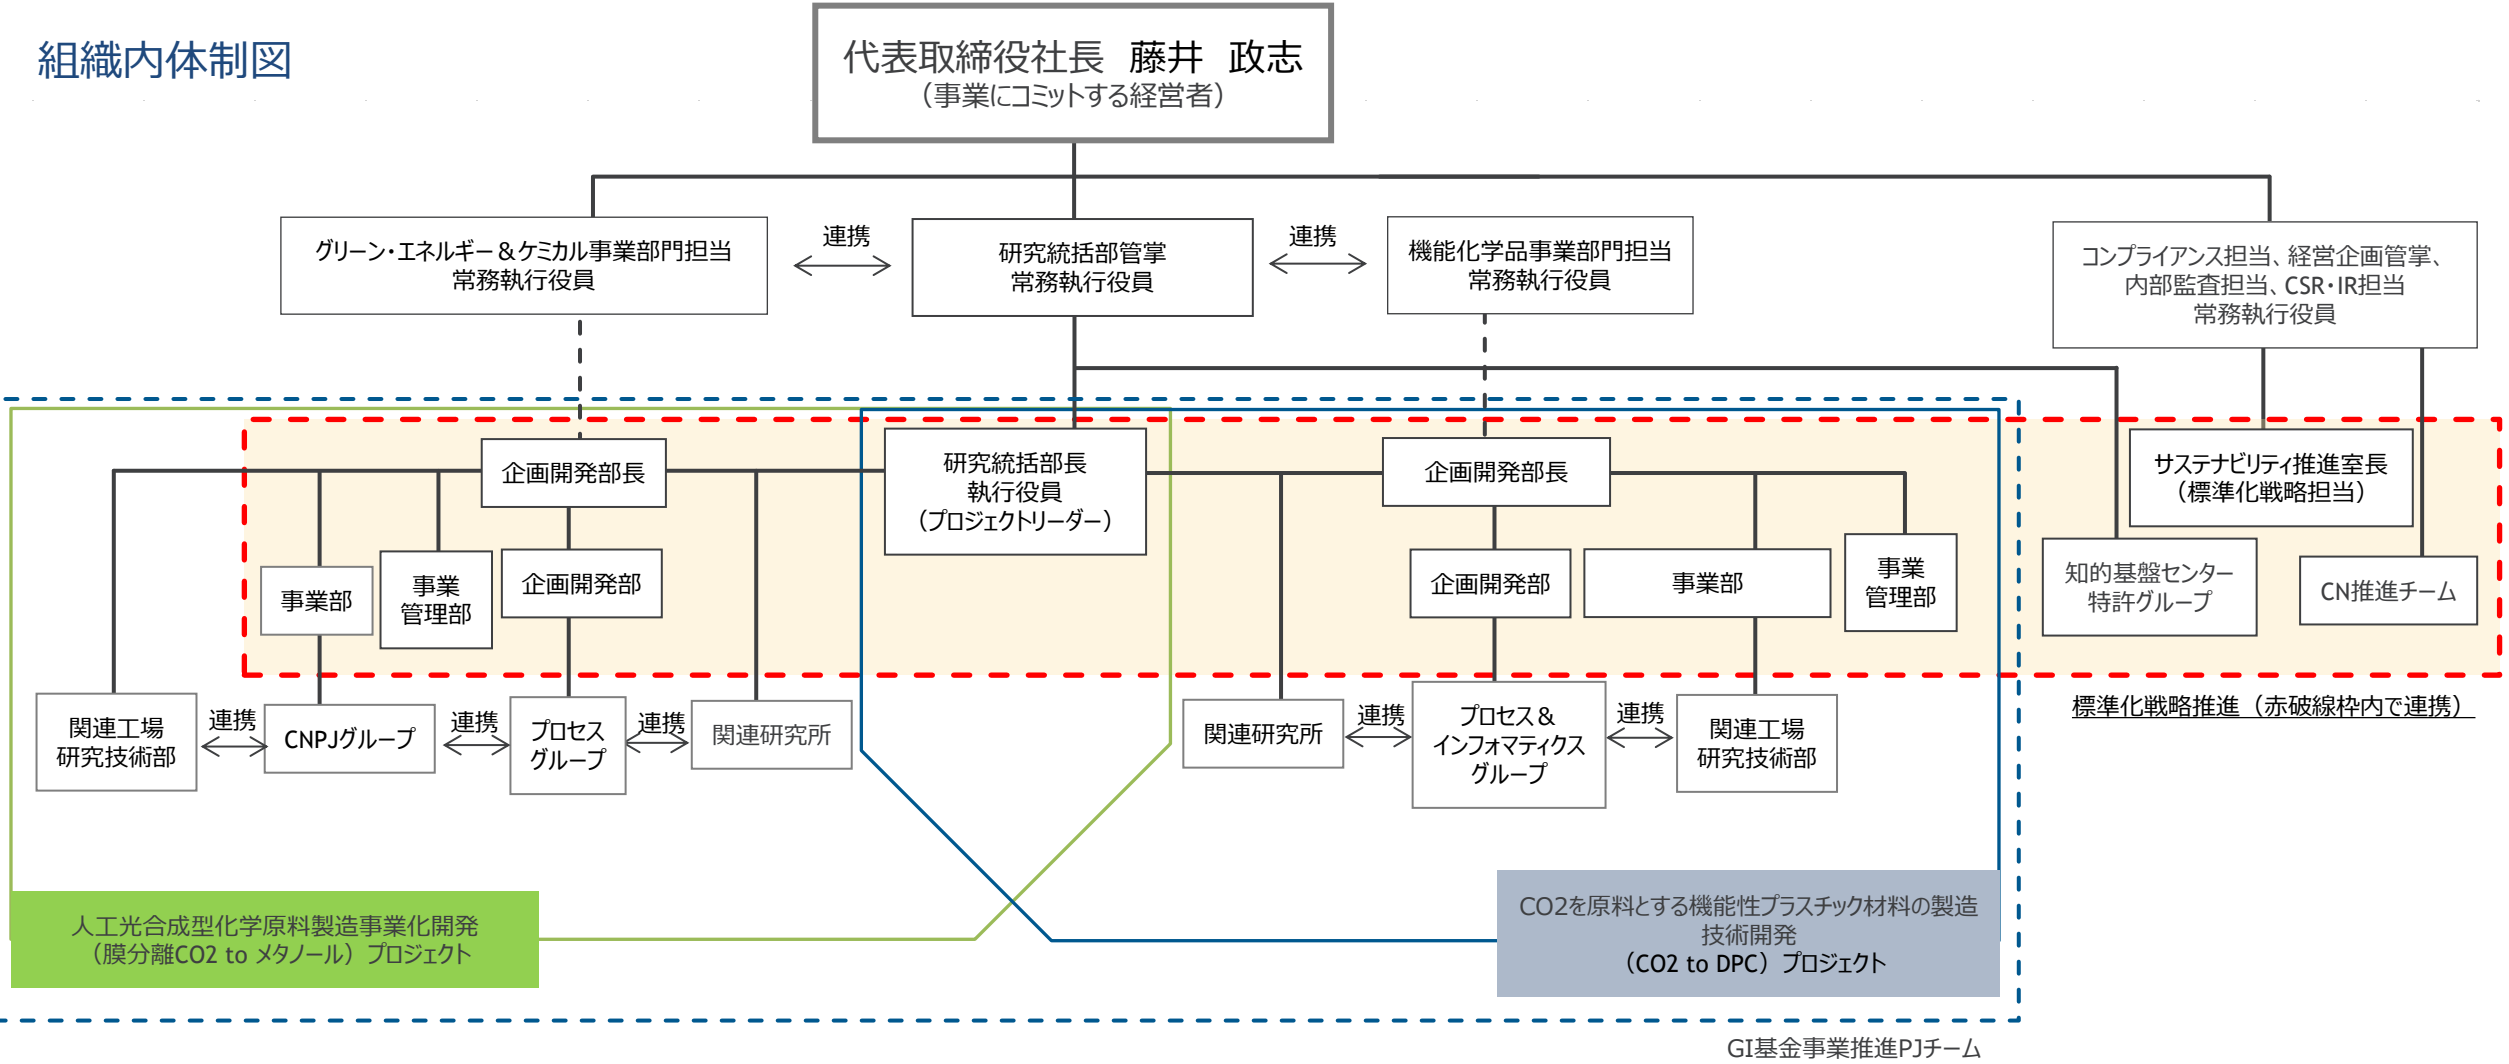 組織内体制図
代表取締役社長　藤井　政志
（事業にコミットする経営者）
グリーン・エネルギー＆ケミカル事業部門担当
常務執行役員
連携
研究統括部管掌
常務執行役員
連携
機能化学品事業部門担当
常務執行役員
コンプライアンス担当、経営企画管掌、
内部監査担当、CSR・IR担当
常務執行役員
企画開発部長
研究統括部長
執行役員
（プロジェクトリーダー）
企画開発部長
サステナビリティ推進室長
（標準化戦略担当）
事業部
事業
管理部
企画開発部
企画開発部
事業部
事業
管理部
知的基盤センター
特許グループ
CN推進チーム
関連工場
研究技術部
連携
CNPJグループ
連携
プロセス
グループ
連携
関連研究所
関連研究所
連携
プロセス＆
インフォマティクス
グループ
連携
関連工場
研究技術部
標準化戦略推進（赤破線枠内で連携）
人工光合成型化学原料製造事業化開発
（膜分離CO2 to メタノール）プロジェクト
CO2を原料とする機能性プラスチック材料の製造
技術開発
（CO2 to DPC）プロジェクト
GI基金事業推進PJチーム